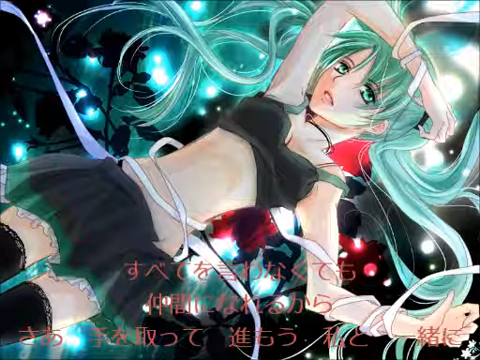 すべてを言わなくても
仲間になれるから
さあ　手を取って　進もう　私と　一緒に